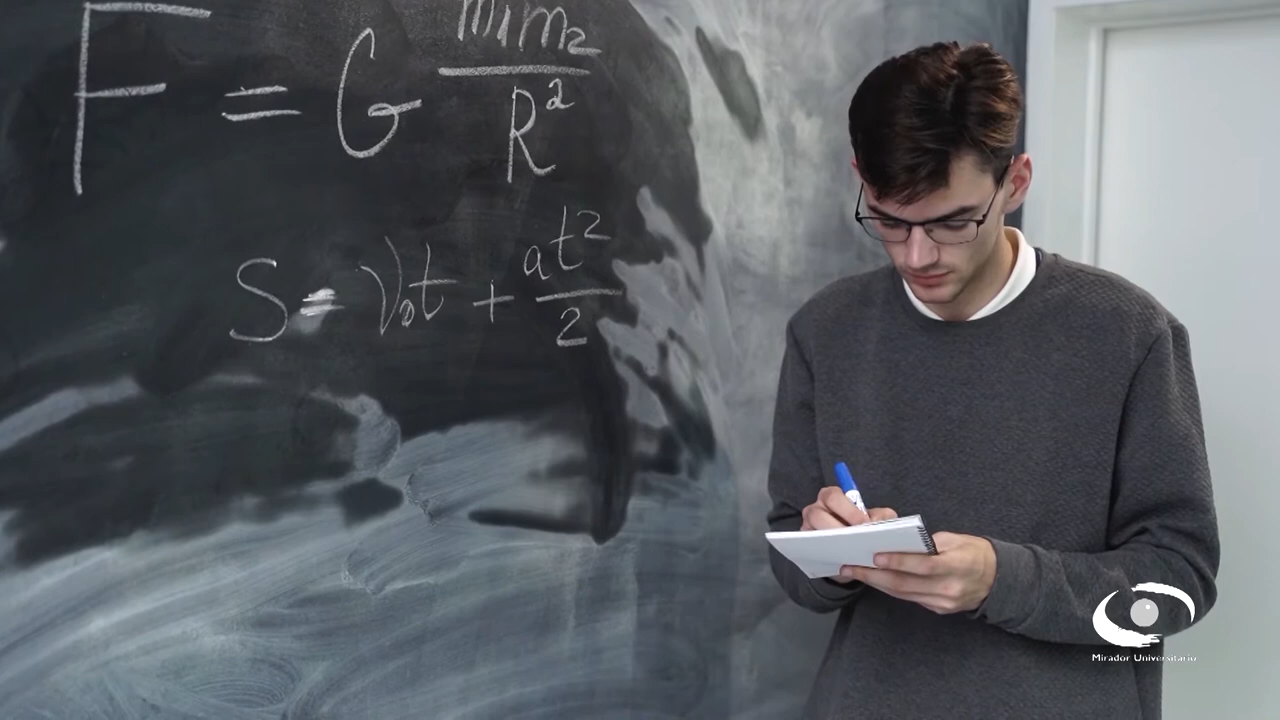 F = G m₁m₂/R²
S = V₀t + at²/2
Mirador Universitario